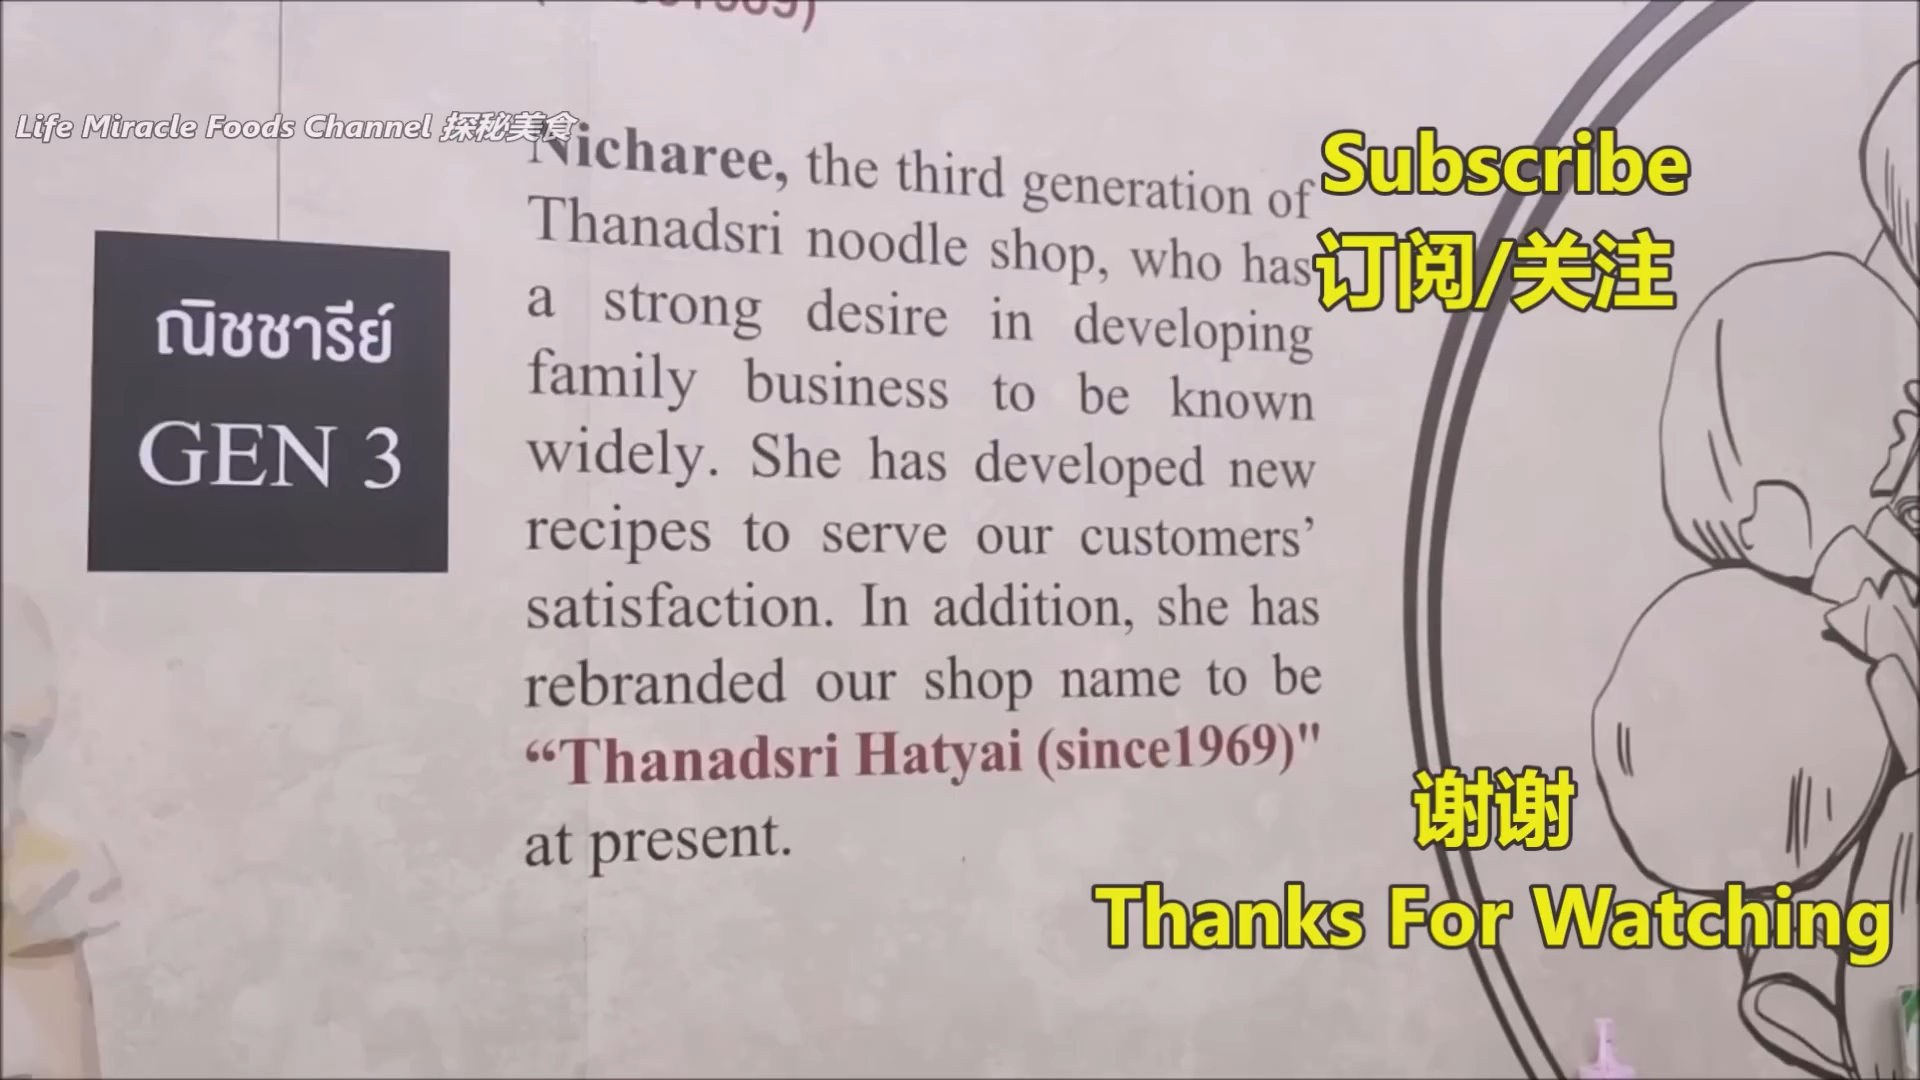 Life Miracle Foods Channel 探秘美食
ณิชชารีย์
GEN 3
Nicharee, the third generation of
Thanadsri noodle shop, who has
a strong desire in developing
family business to be known
widely. She has developed new
recipes to serve our customers’
satisfaction. In addition, she has
rebranded our shop name to be
“Thanadsri Hatyai (since1969)"
at present.
Subscribe
订阅/关注
谢谢
Thanks For Watching